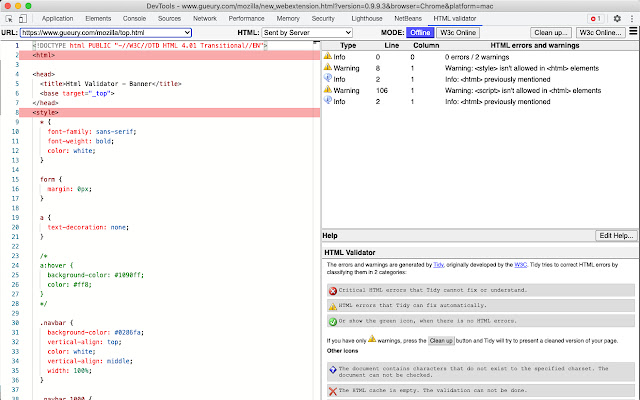 DevTools - www.gueury.com/mozilla/new_webextension.html?version=0.9.9.3&browser=Chrome&platform=mac
Elements Console Sources Network Performance Memory Application Lighthouse NetBeans HTML validator 1
URL: https://www.gueury.com/mozilla/top.html HTML: Sent by Server MODE: Offline W3c Online Clean up... W3c Online...
1 <!DOCTYPE html PUBLIC "-//W3C//DTD HTML 4.01 Transitional//EN">
2 <html>
3
4 <head>
5 <title>Html Validator - Banner</title>
6 <base target="_top">
7 </head>
8 <style>
9 * {
10 font-family: sans-serif;
11 font-weight: bold;
12 color: white;
13 }
14
15 form {
16 margin: 0px;
17 }
18
19 a {
20 text-decoration: none;
21 }
22
23 /*
24 a:hover {
25 background-color: #1090ff;
26 color: #ff8;
27 }
28 */
29
30 .navbar {
31 background-color: #0286fa;
32 vertical-align: top;
33 color: white;
34 vertical-align: middle;
35 width: 100%;
36 }
37
38 .navbar 1000 {
Type Line Column HTML errors and warnings
Info 0 0 0 errors / 2 warnings
Warning 8 1 Warning: <style> isn't allowed in <html> elements
Info 2 1 Info: <html> previously mentioned
Warning 106 1 Warning: <script> isn't allowed in <html> elements
Info 2 1 Info: <html> previously mentioned
Help Edit Help...
HTML Validator
The errors and warnings are generated by Tidy, originally developed by the W3C. Tidy tries to correct HTML errors by
classifying them in 2 categories:
Critical HTML errors that Tidy cannot fix or understand.
HTML errors that Tidy can fix automatically.
Or show the green icon, when there is no HTML errors.
If you have only warnings, press the Clean up button and Tidy will try to present a cleaned version of your page.
Other Icons
The document contains characters that do not exist to the specified charset. The
document can not be checked.
The HTML cache is empty. The validation can not be done.